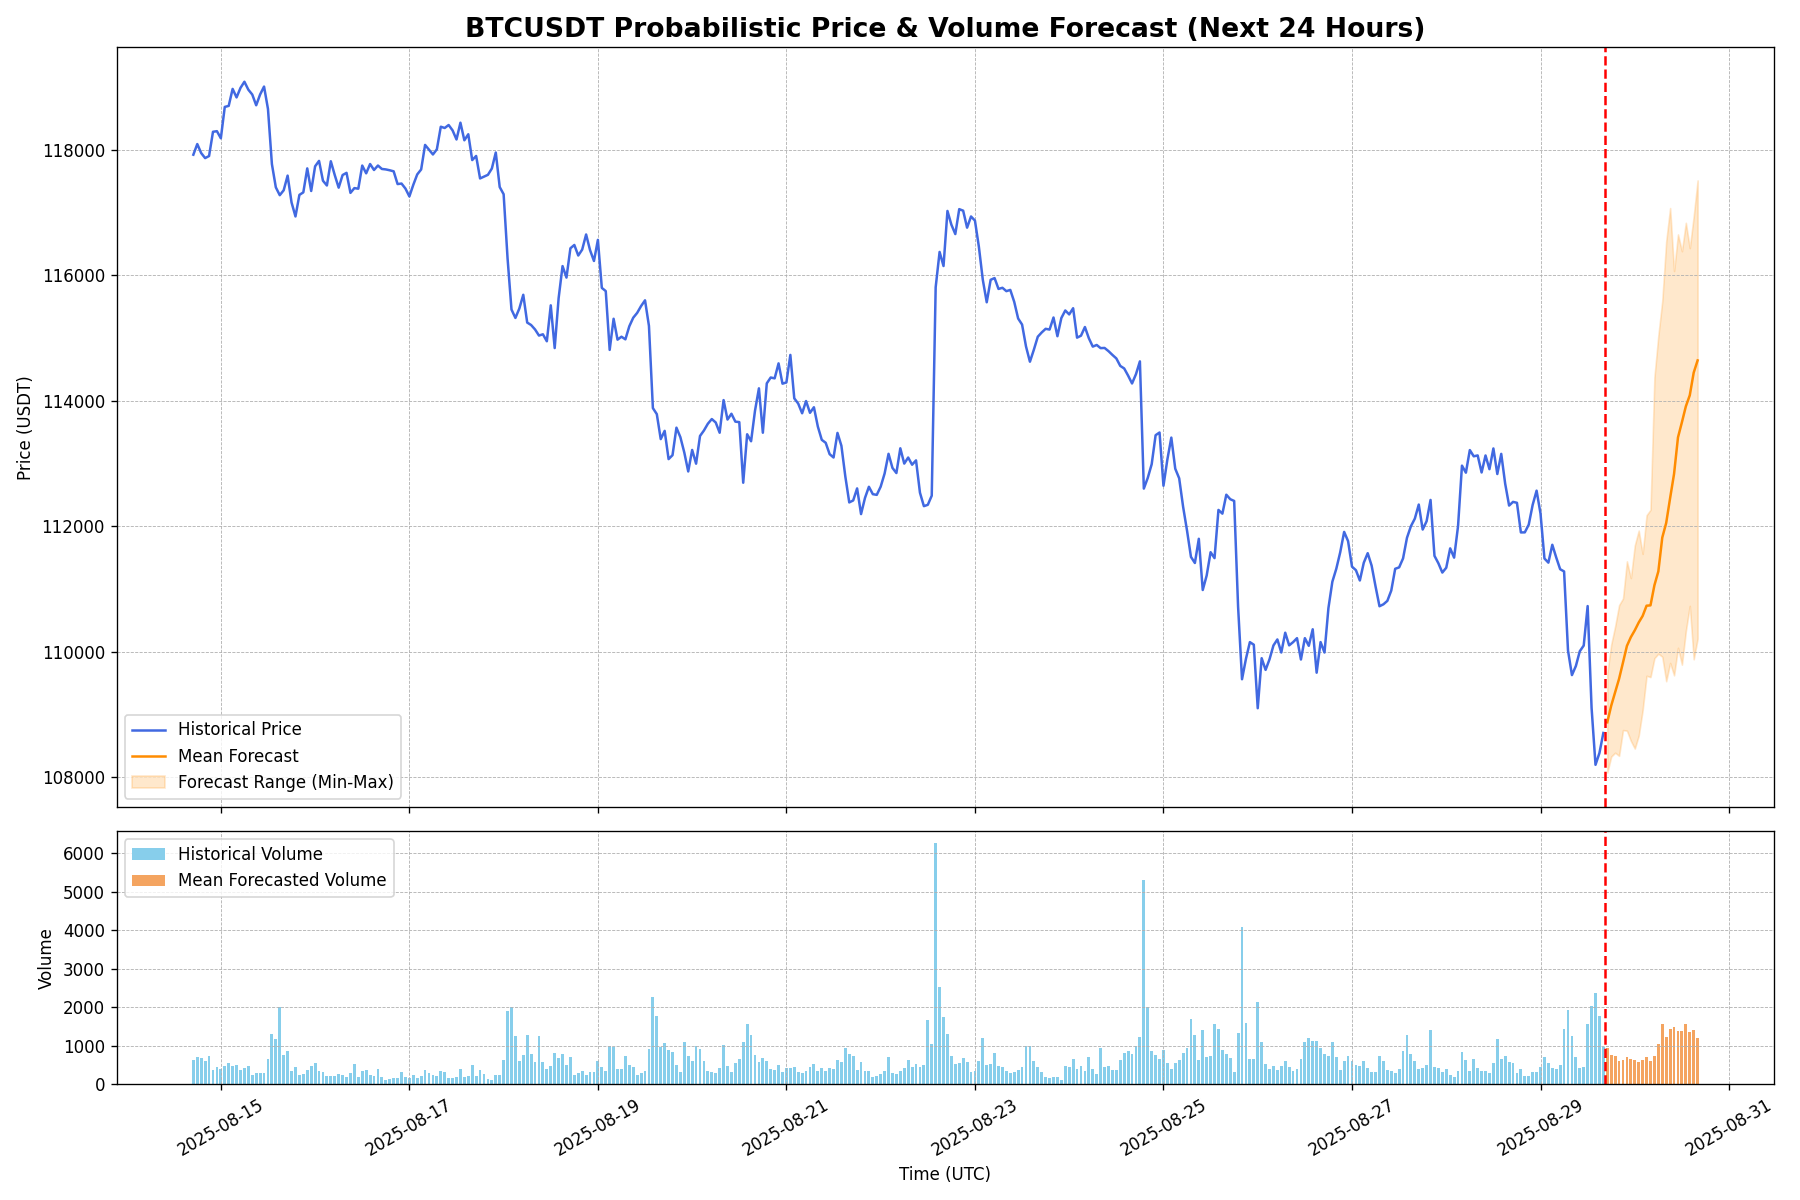 BTCUSDT Probabilistic Price & Volume Forecast (Next 24 Hours)
118000
116000
114000
112000
110000
108000
Price (USDT)
Historical Price
Mean Forecast
Forecast Range (Min-Max)
Historical Volume
Mean Forecasted Volume
6000
5000
4000
3000
2000
1000
0
Volume
2025-08-15
2025-08-17
2025-08-19
2025-08-21
2025-08-23
2025-08-25
2025-08-27
2025-08-29
2025-08-31
Time (UTC)